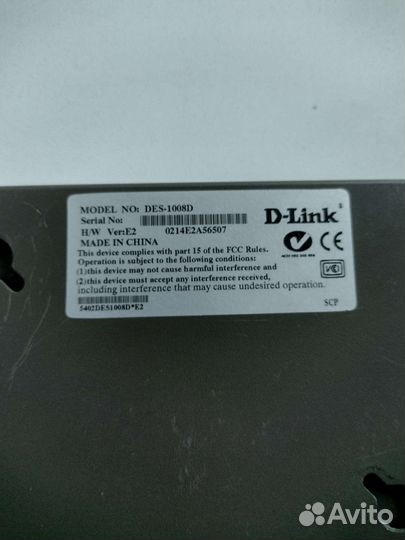 MODEL NO: DES-1008D
Serial No:
D-Link
H/W Ver:E2 0214E2A56507
MADE IN CHINA
This device complies with part 15 of the FCC Rules.
Operation is subject to the following conditions:
(1)this device may not cause harmful interference and
(2)this device must accept any interference received,
including interference that may cause undesired operation.
5402DES1008D*E2
SCP
Avito